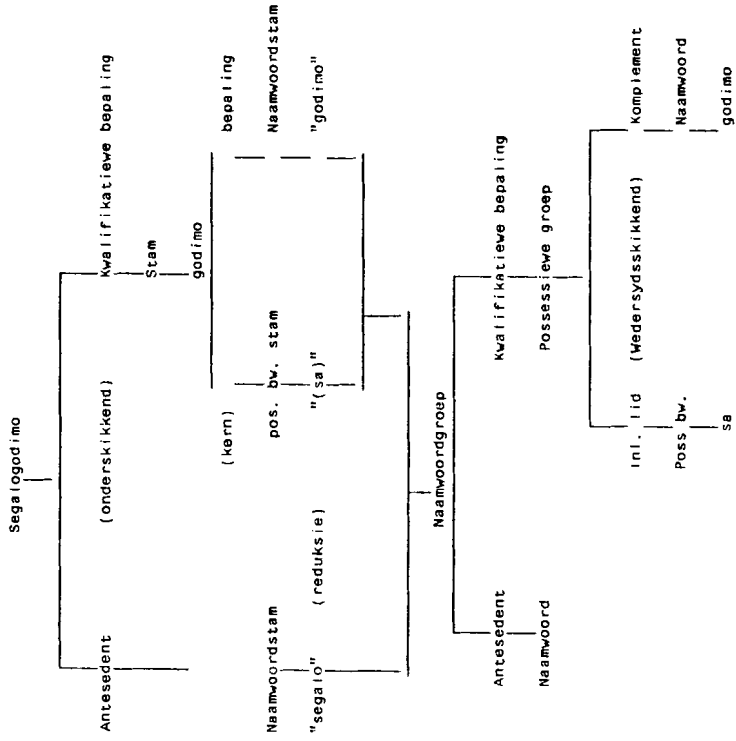 Segalogodimo
Antesedent (onderskikkend) Kwalifikatiewe bepaling
Stam
godimo
(kern) bepaling
Naamwoordstam pos. bw. stam Naamwoordstam
"segalo" (reduksie) "(sa)" "godimo"
Naamwoordgroep
Antesedent Kwalifikatiewe bepaling
Naamwoord Possessiewe groep
Inl. lid (Wedersydsskikkend) Komplement
Poss bw. Naamwoord
sa godimo